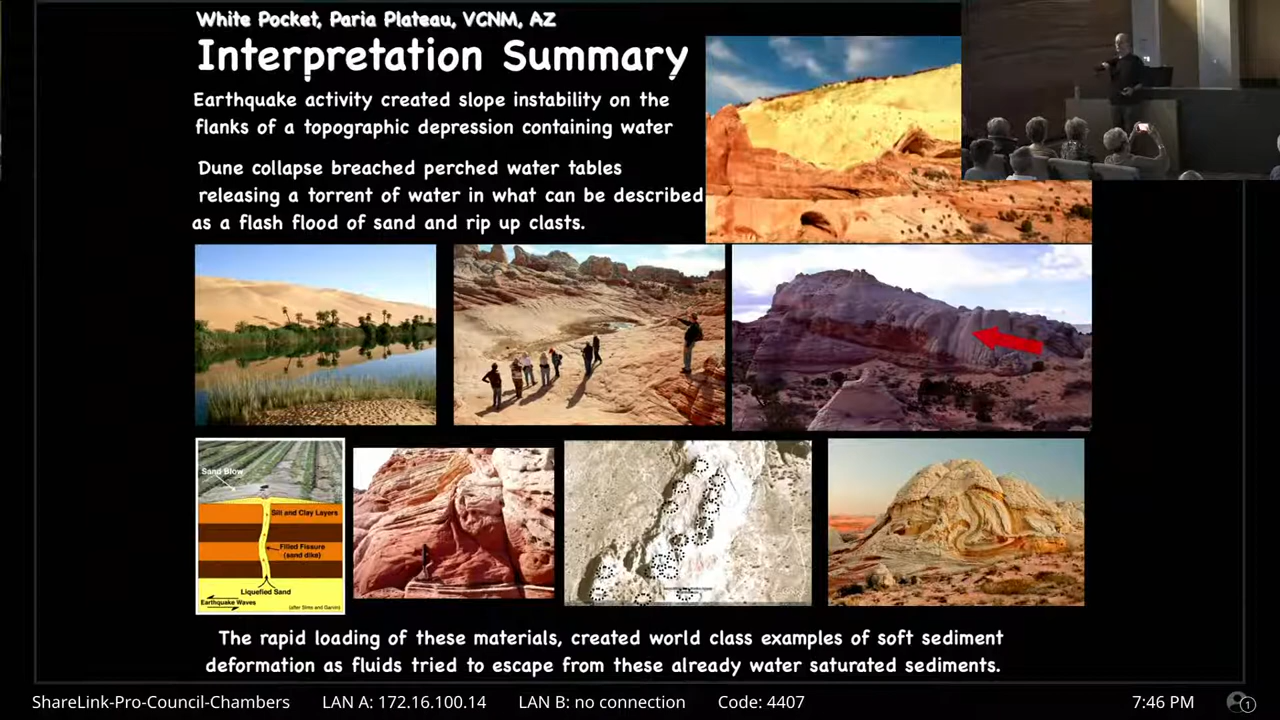 White Pocket, Paria Plateau, VCNM, AZ
Interpretation Summary
Earthquake activity created slope instability on the
flanks of a topographic depression containing water
Dune collapse breached perched water tables
releasing a torrent of water in what can be described
as a flash flood of sand and rip up clasts.
Sand Blow
Silt and Clay Layers
Filled Fissure
(sand dike)
Liquefied Sand
Earthquake Waves
(after Sims and Garvin)
The rapid loading of these materials, created world class examples of soft sediment
deformation as fluids tried to escape from these already water saturated sediments.
ShareLink-Pro-Council-Chambers LAN A: 172.16.100.14 LAN B: no connection Code: 4407 7:46 PM 1